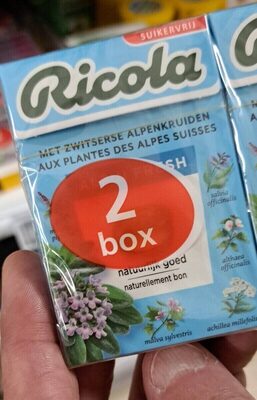 SUIKERVRIJ
Ricola
MET ZWITSERSE ALPENKRUIDEN
AUX PLANTES DES ALPES SUISSES
2
box
natuurlijk goed
naturellement bon
salvia
officinalis
althaea
officinalis
malva sylvestris
achillea millefolium